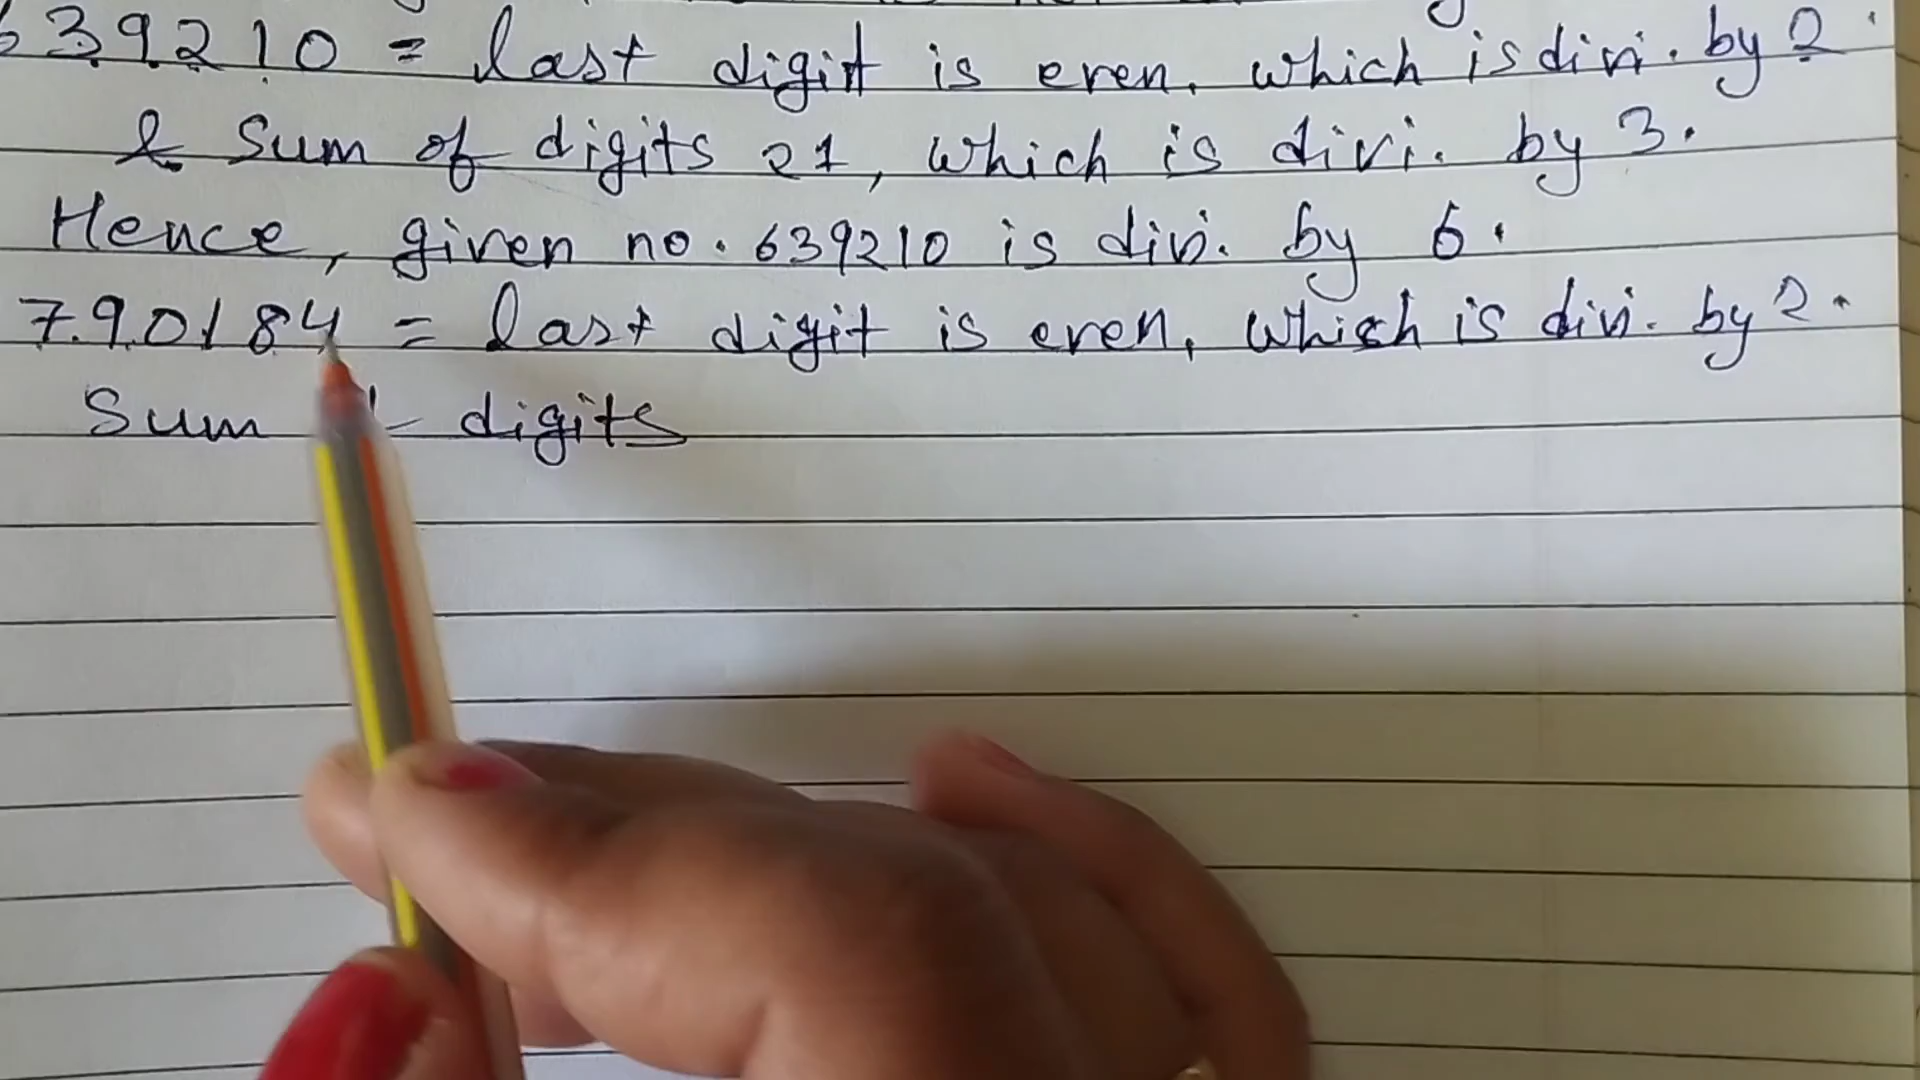 639210 = last digit is even, which is divi. by 2.
& Sum of digits 21, which is divi. by 3.
Hence, given no. 639210 is divi. by 6.
790184 = last digit is even, which is divi. by 2.
Sum digits